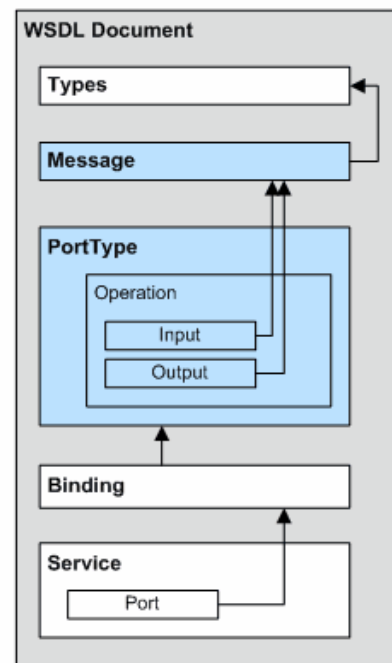 WSDL Document
Types
Message
PortType
Operation
Input
Output
Binding
Service
Port